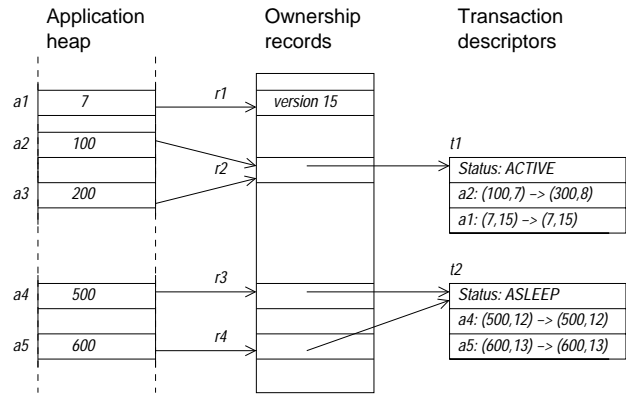 Application heap
Ownership records
Transaction descriptors
a1 7 r1 version 15
a2 100 t1
r2 Status: ACTIVE
a3 200 a2: (100,7) −> (300,8)
a1: (7,15) −> (7,15)
r3 t2
a4 500 Status: ASLEEP
a4: (500,12) −> (500,12)
a5 600 r4 a5: (600,13) −> (600,13)